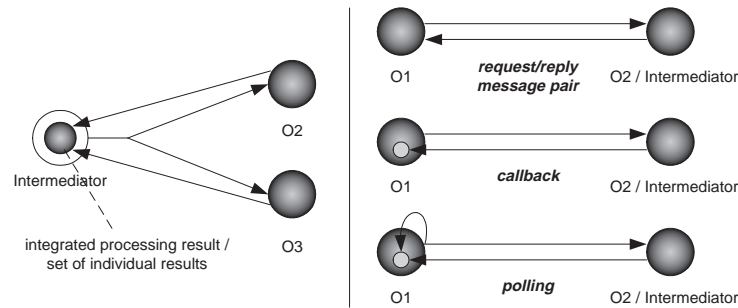 O2
Intermediator
integrated processing result /
set of individual results
O3
O1
request/reply
message pair
O2 / Intermediator
O1
callback
O2 / Intermediator
O1
polling
O2 / Intermediator